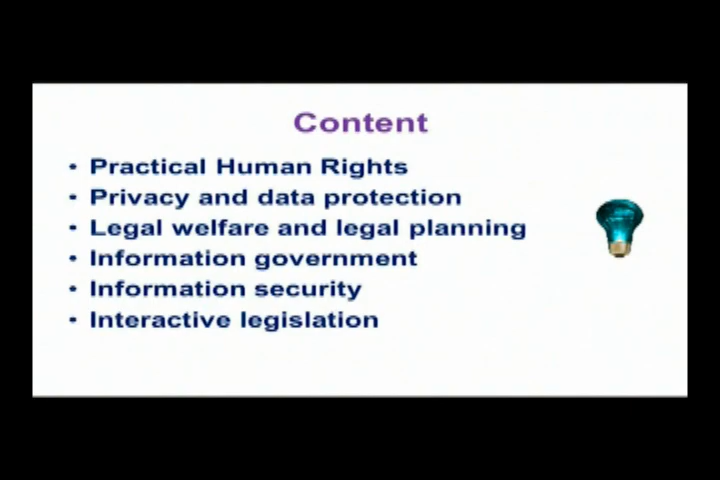 Content
• Practical Human Rights
• Privacy and data protection
• Legal welfare and legal planning
• Information government
• Information security
• Interactive legislation